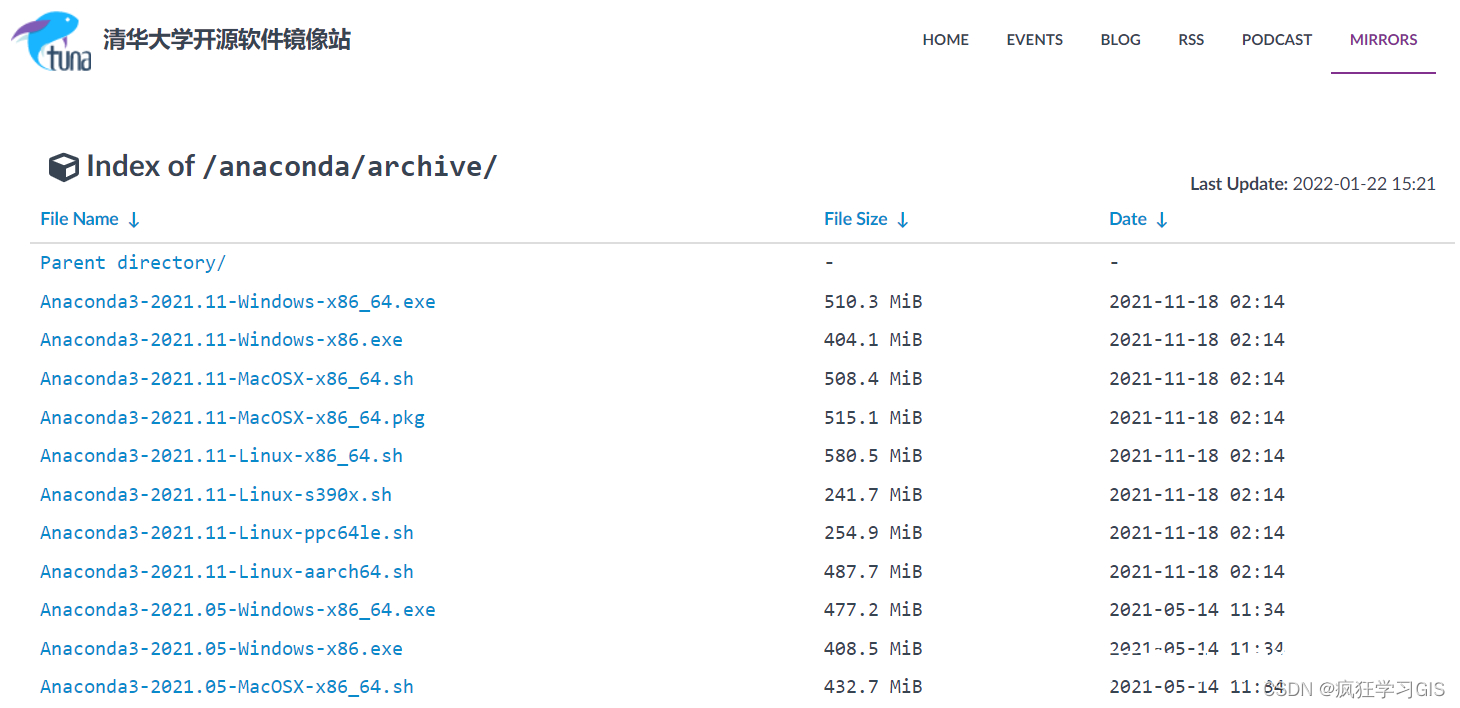 tuna 清华大学开源软件镜像站 HOME EVENTS BLOG RSS PODCAST MIRRORS
Index of /anaconda/archive/
Last Update: 2022-01-22 15:21
File Name ↓ File Size ↓ Date ↓
Parent directory/ - -
Anaconda3-2021.11-Windows-x86_64.exe 510.3 MiB 2021-11-18 02:14
Anaconda3-2021.11-Windows-x86.exe 404.1 MiB 2021-11-18 02:14
Anaconda3-2021.11-MacOSX-x86_64.sh 508.4 MiB 2021-11-18 02:14
Anaconda3-2021.11-MacOSX-x86_64.pkg 515.1 MiB 2021-11-18 02:14
Anaconda3-2021.11-Linux-x86_64.sh 580.5 MiB 2021-11-18 02:14
Anaconda3-2021.11-Linux-s390x.sh 241.7 MiB 2021-11-18 02:14
Anaconda3-2021.11-Linux-ppc64le.sh 254.9 MiB 2021-11-18 02:14
Anaconda3-2021.11-Linux-aarch64.sh 487.7 MiB 2021-11-18 02:14
Anaconda3-2021.05-Windows-x86_64.exe 477.2 MiB 2021-05-14 11:34
Anaconda3-2021.05-Windows-x86.exe 408.5 MiB 2021-05-14 11:34
Anaconda3-2021.05-MacOSX-x86_64.sh 432.7 MiB 2021-05-14 11:34
CSDN @疯狂学习GIS